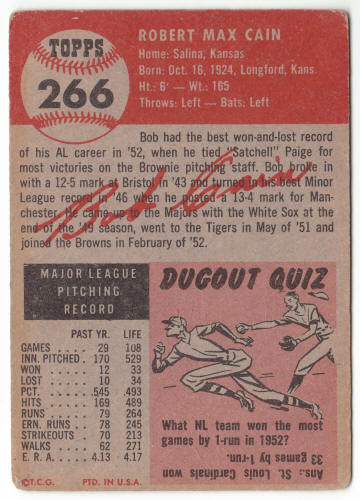 TOPPS
266
ROBERT MAX CAIN
Home: Salina, Kansas
Born: Oct. 16, 1924, Longford, Kans.
Ht.: 6' — Wt.: 165
Throws: Left — Bats: Left
Bob had the best won-and-lost record
of his AL career in '52, when he tied "Satchell" Paige for
most victories on the Brownie pitching staff. Bob broke in
with a 12-5 mark at Bristol in '43 and turned in his best Minor
League record in '46 when he posted a 13-4 mark for Man-
chester. He came up to the Majors with the White Sox at the
end of the '49 season, went to the Tigers in May of '51 and
joined the Browns in February of '52.
MAJOR LEAGUE
PITCHING
RECORD
PAST YR. LIFE
GAMES 29 108
INN. PITCHED 170 529
WON 12 33
LOST 10 34
PCT. .545 .493
HITS 169 489
RUNS 79 264
ERN. RUNS 78 245
STRIKEOUTS 70 213
WALKS 62 271
E. R. A. 4.13 4.17
©T.C.G. PTD. IN U.S.A.
DUGOUT QUIZ
What NL team won the most
games by 1-run in 1952?
Ans.: St. Louis Cardinals won
33 games by 1-run.